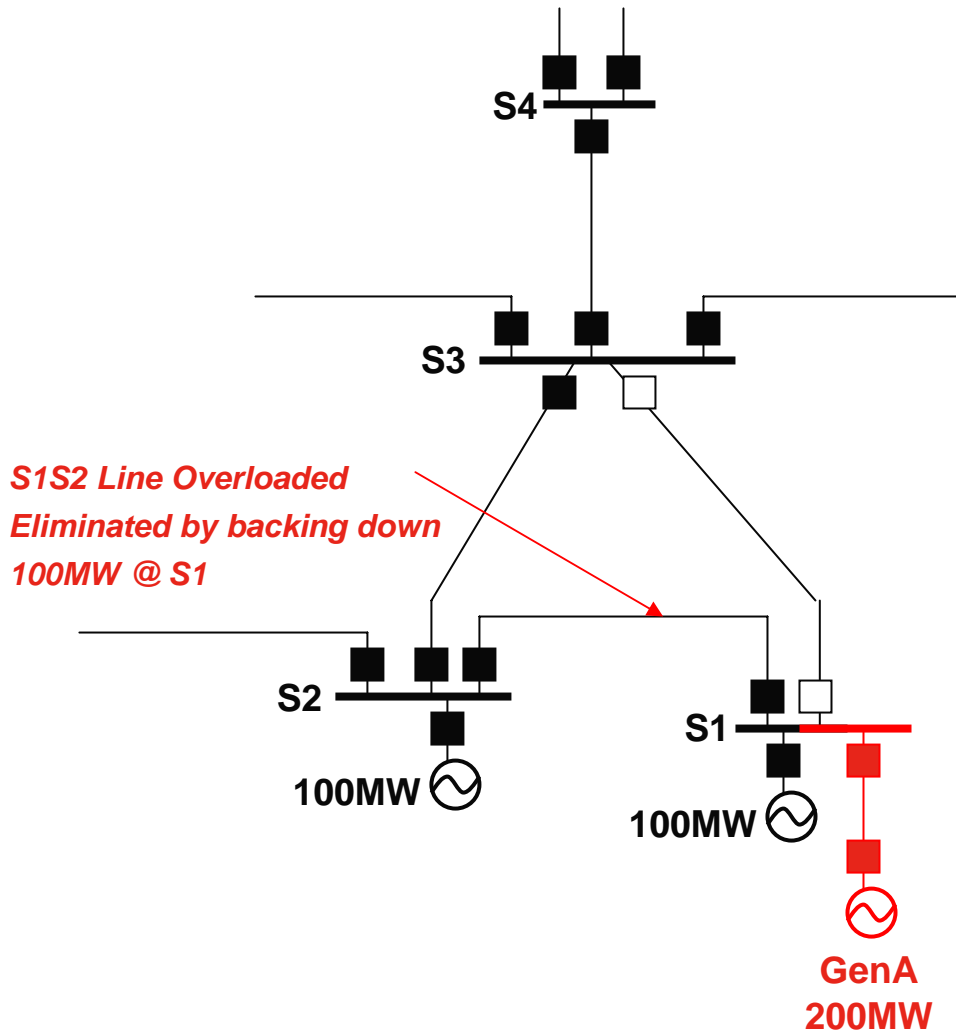 S4
S3
S1S2 Line Overloaded
Eliminated by backing down
100MW @ S1
S2
S1
100MW
100MW
GenA
200MW